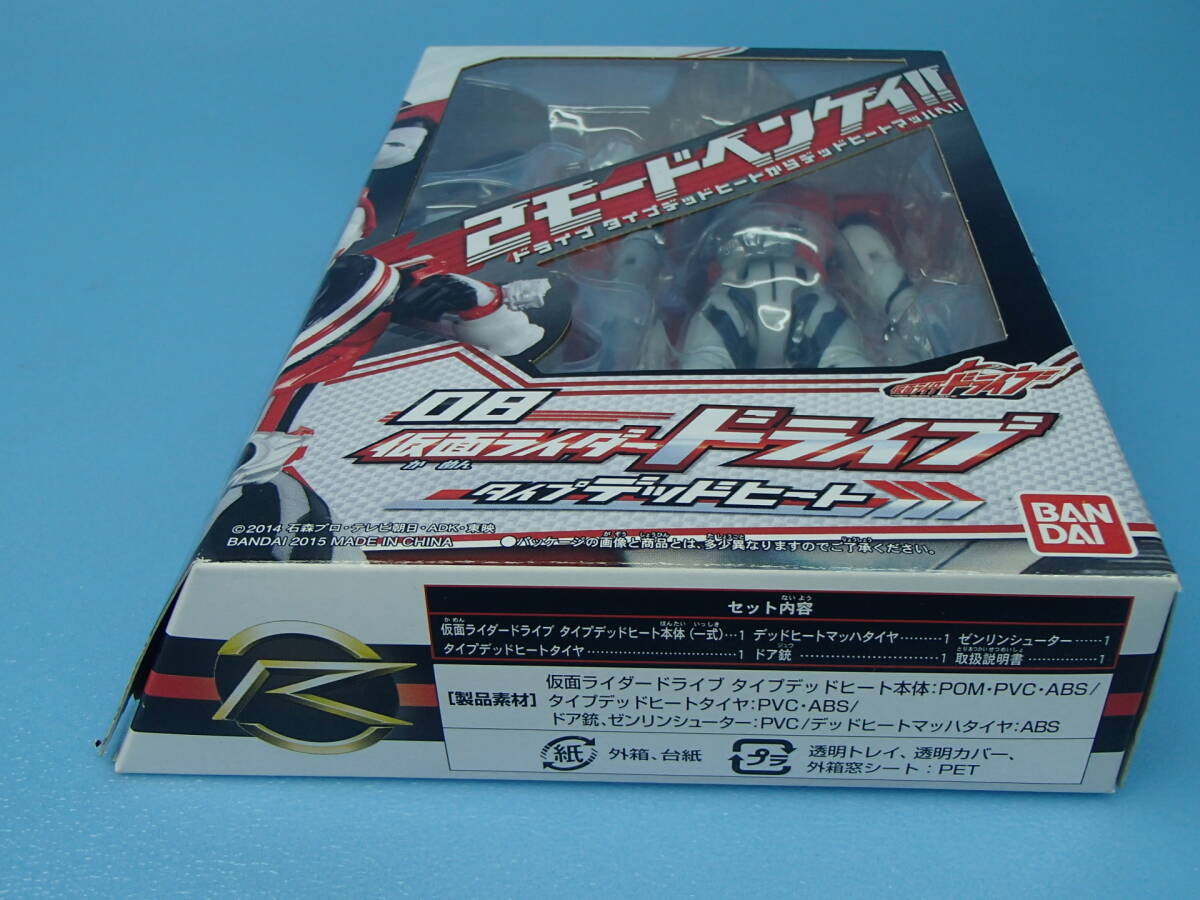 2モードベンゲイ!!
ドライブ タイプデッドヒートからデッドヒートマッハに!!
仮面ライダー ドライブ
08
仮面ライダードライブ
かめん
タイプデッドヒート
©2014 石森プロ・テレビ朝日・ADK・東映
BANDAI 2015 MADE IN CHINA
●パッケージの画像と商品とは、多少異なりますのでご了承ください。
BAN
DAI
セット内容
仮面ライダードライブ タイプデッドヒート本体(一式)…1 デッドヒートマッハタイヤ………1 ゼンリンシューター……1
タイプデッドヒートタイヤ……………………………1 ドア銃……………………………1 取扱説明書……………1
[製品素材]
仮面ライダードライブ タイプデッドヒート本体:POM・PVC・ABS/
タイプデッドヒートタイヤ:PVC・ABS/
ドア銃、ゼンリンシューター:PVC/デッドヒートマッハタイヤ:ABS
紙 外箱、台紙
プラ 透明トレイ、透明カバー、
外箱窓シート:PET